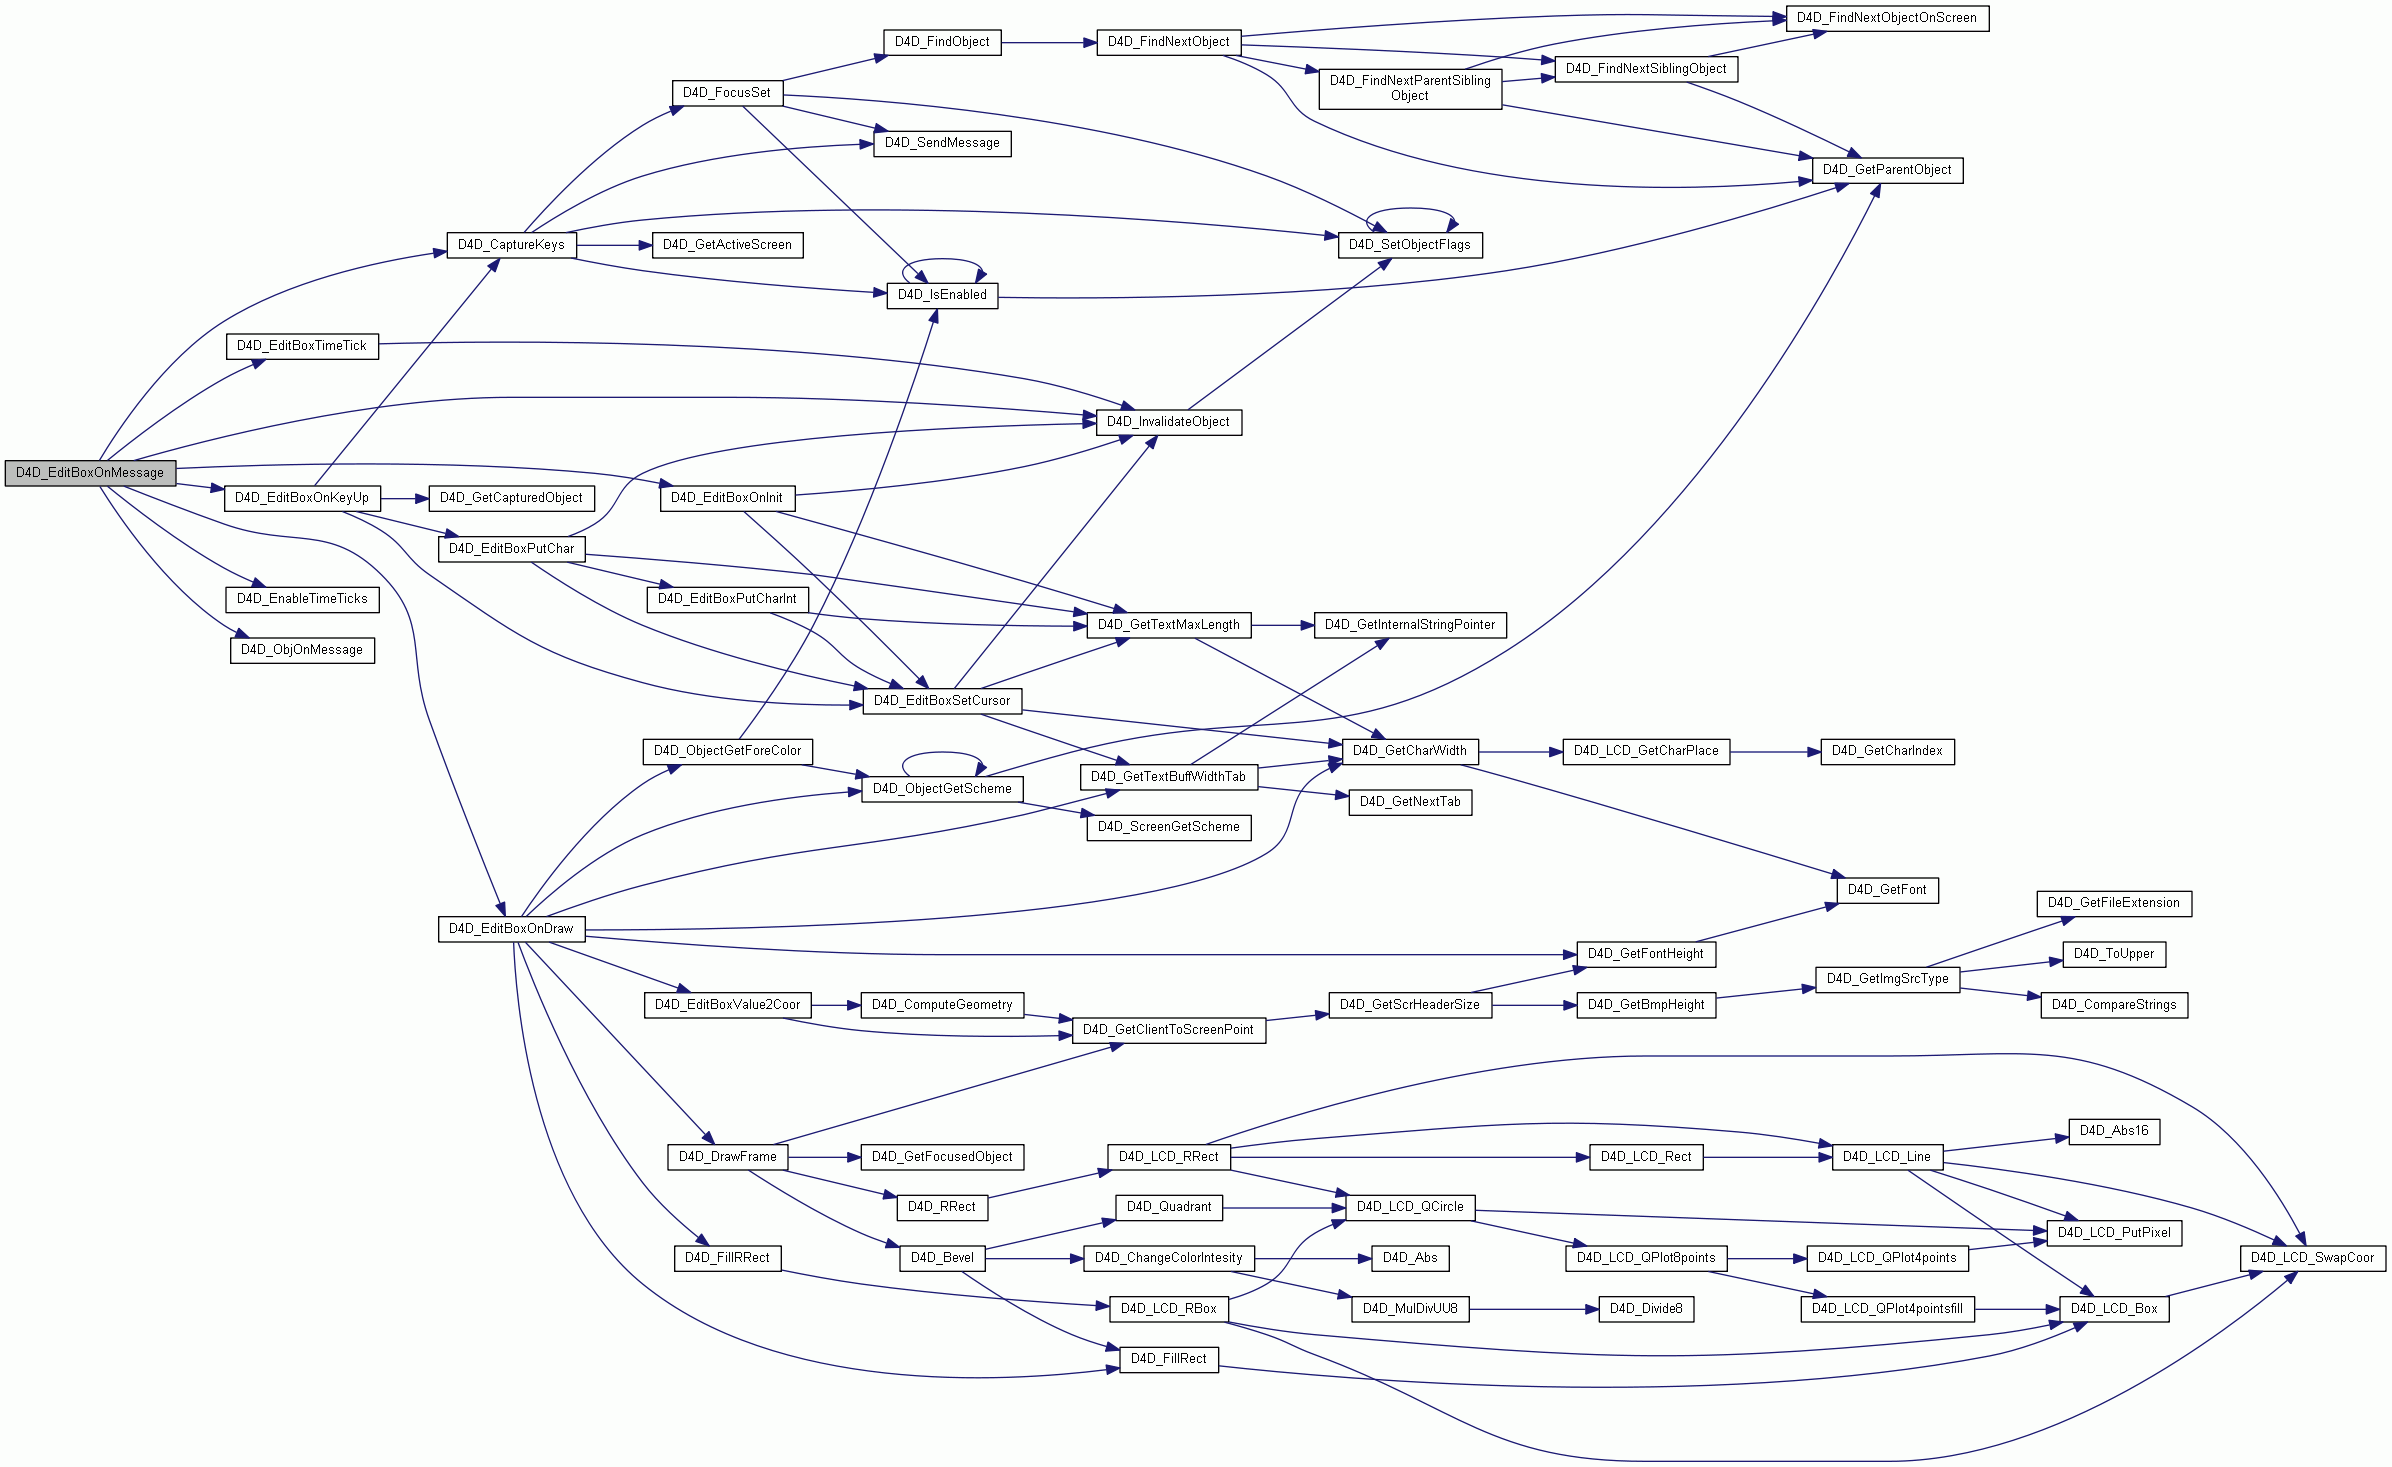 D4D_FindNextObjectOnScreen
D4D_FindObject
D4D_FindNextObject
D4D_FindNextSiblingObject
D4D_FindNextParentSibling
Object
D4D_FocusSet
D4D_SendMessage
D4D_GetParentObject
D4D_CaptureKeys
D4D_GetActiveScreen
D4D_SetObjectFlags
D4D_IsEnabled
D4D_EditBoxTimeTick
D4D_InvalidateObject
D4D_EditBoxOnMessage
D4D_EditBoxOnKeyUp
D4D_GetCapturedObject
D4D_EditBoxOnInit
D4D_EditBoxPutChar
D4D_EnableTimeTicks
D4D_EditBoxPutCharInt
D4D_GetTextMaxLength
D4D_GetInternalStringPointer
D4D_ObjOnMessage
D4D_EditBoxSetCursor
D4D_ObjectGetForeColor
D4D_GetCharWidth
D4D_LCD_GetCharPlace
D4D_GetCharIndex
D4D_GetTextBuffWidthTab
D4D_ObjectGetScheme
D4D_GetNextTab
D4D_ScreenGetScheme
D4D_GetFont
D4D_GetFileExtension
D4D_EditBoxOnDraw
D4D_GetFontHeight
D4D_ToUpper
D4D_GetImgSrcType
D4D_EditBoxValue2Coor
D4D_ComputeGeometry
D4D_GetScrHeaderSize
D4D_GetBmpHeight
D4D_CompareStrings
D4D_GetClientToScreenPoint
D4D_Abs16
D4D_DrawFrame
D4D_GetFocusedObject
D4D_LCD_RRect
D4D_LCD_Rect
D4D_LCD_Line
D4D_RRect
D4D_Quadrant
D4D_LCD_QCircle
D4D_LCD_PutPixel
D4D_FillRRect
D4D_Bevel
D4D_ChangeColorIntesity
D4D_Abs
D4D_LCD_QPlot8points
D4D_LCD_QPlot4points
D4D_LCD_SwapCoor
D4D_LCD_RBox
D4D_MulDivUU8
D4D_Divide8
D4D_LCD_QPlot4pointsfill
D4D_LCD_Box
D4D_FillRect